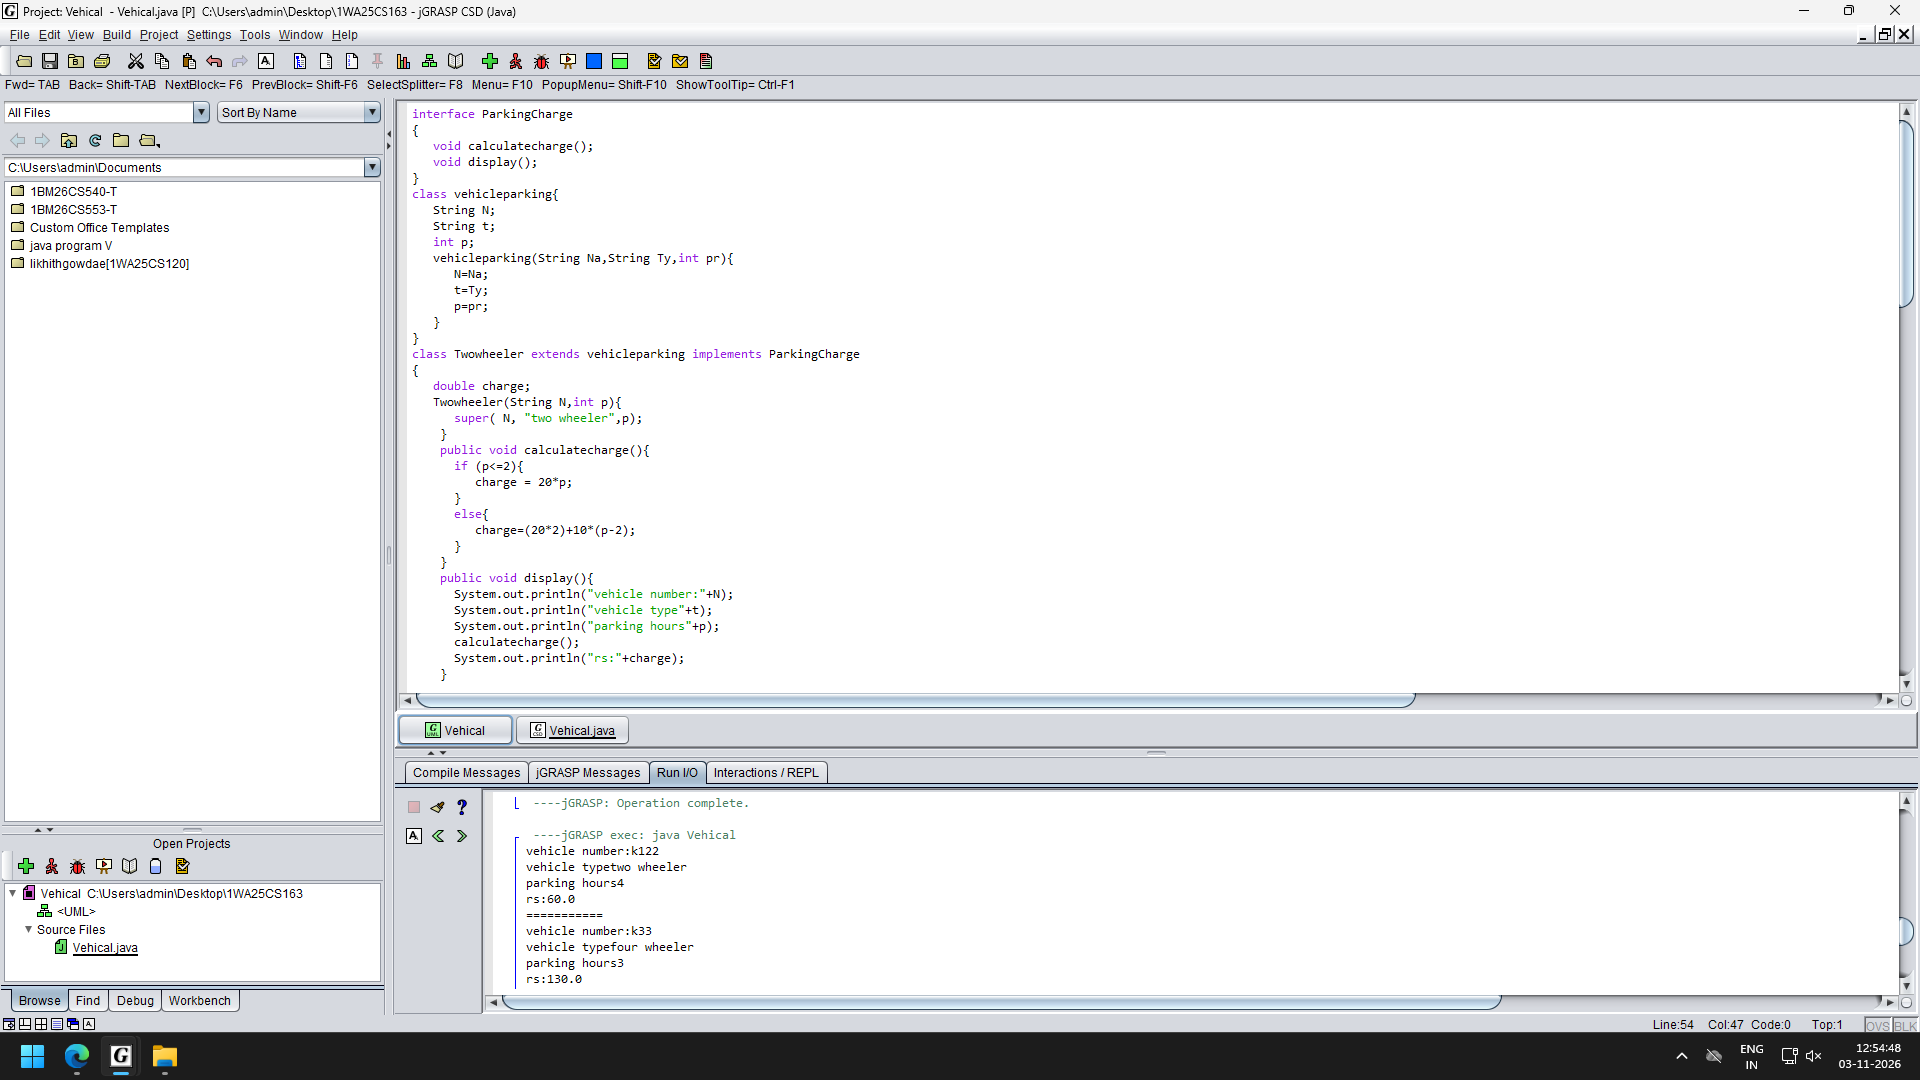 Project: Vehical  - Vehical.java [P]  C:\Users\admin\Desktop\1WA25CS163 - jGRASP CSD (Java)
File Edit View Build Project Settings Tools Window Help
Fwd= TAB  Back= Shift-TAB  NextBlock= F6  PrevBlock= Shift-F6  SelectSplitter= F8  Menu= F10  PopupMenu= Shift-F10  ShowToolTip= Ctrl-F1
All Files
Sort By Name
C:\Users\admin\Documents
1BM26CS540-T
1BM26CS553-T
Custom Office Templates
java program V
likhithgowdae[1WA25CS120]
interface ParkingCharge
{
   void calculatecharge();
   void display();
}
class vehicleparking{
   String N;
   String t;
   int p;
   vehicleparking(String Na,String Ty,int pr){
      N=Na;
      t=Ty;
      p=pr;
   }
}
class Twowheeler extends vehicleparking implements ParkingCharge
{
   double charge;
   Twowheeler(String N,int p){
      super( N, "two wheeler",p);
    }
    public void calculatecharge(){
      if (p<=2){
         charge = 20*p;
      }
      else{
         charge=(20*2)+10*(p-2);
      }
    }
    public void display(){
      System.out.println("vehicle number:"+N);
      System.out.println("vehicle type"+t);
      System.out.println("parking hours"+p);
      calculatecharge();
      System.out.println("rs:"+charge);
    }
Vehical
Vehical.java
Compile Messages
jGRASP Messages
Run I/O
Interactions / REPL
----jGRASP: Operation complete.
----jGRASP exec: java Vehical
vehicle number:k122
vehicle typetwo wheeler
parking hours4
rs:60.0
===========
vehicle number:k33
vehicle typefour wheeler
parking hours3
rs:130.0
Open Projects
Vehical  C:\Users\admin\Desktop\1WA25CS163
<UML>
Source Files
Vehical.java
Browse
Find
Debug
Workbench
Line:54  Col:47  Code:0  Top:1
OVS BLK
ENG
IN
12:54:48
03-11-2026